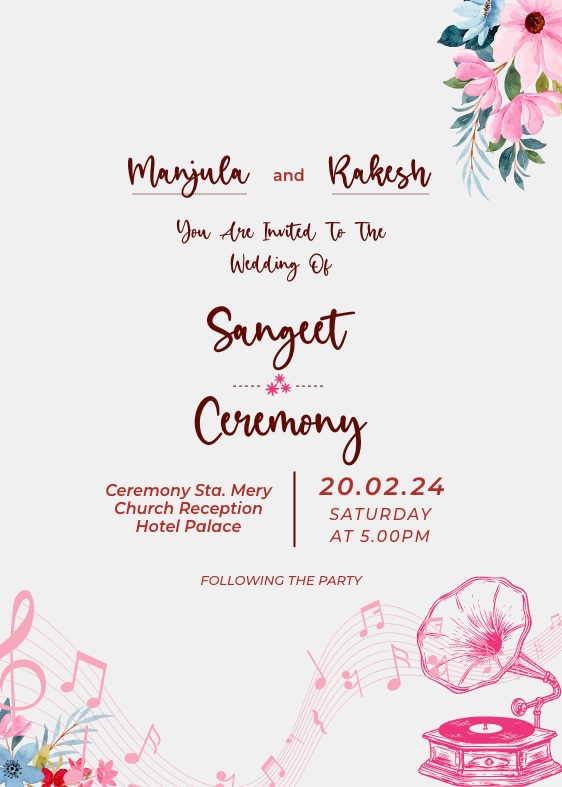 Manjula and Rakesh
You Are Invited To The
Wedding Of
Sangeet
Ceremony
Ceremony Sta. Mery
Church Reception
Hotel Palace
20.02.24
SATURDAY
AT 5.00PM
FOLLOWING THE PARTY